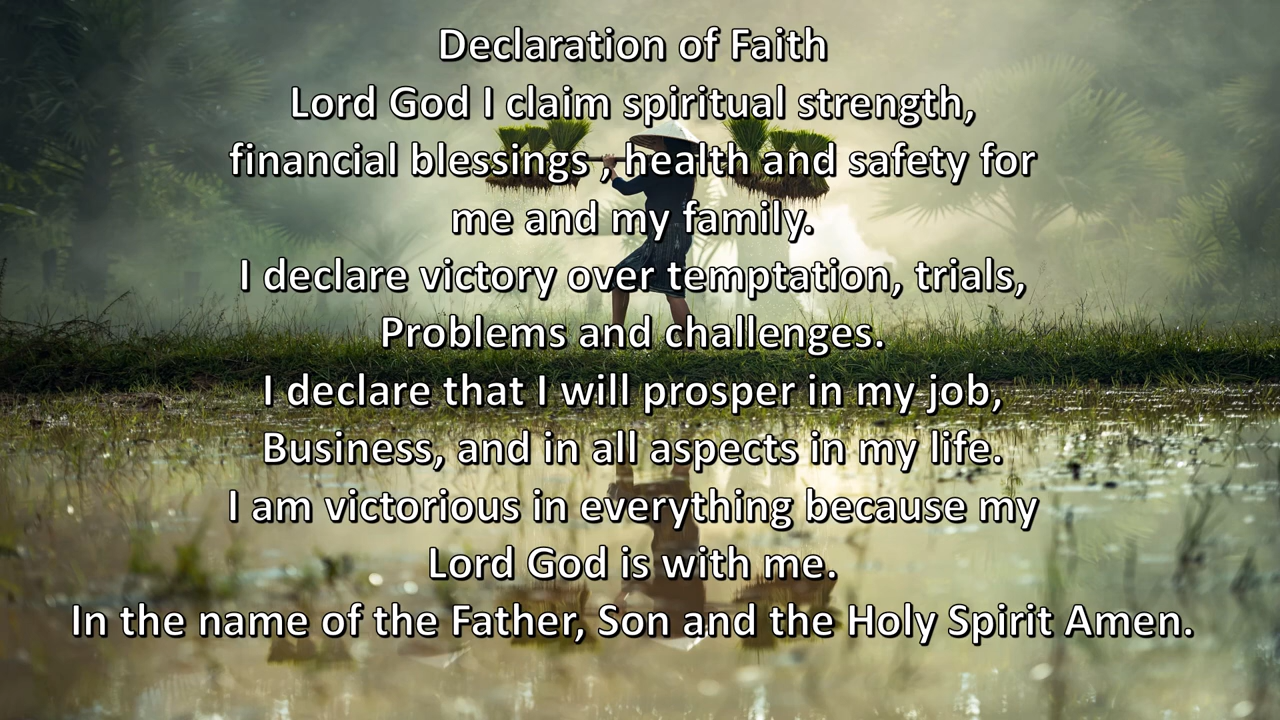 Declaration of Faith
Lord God I claim spiritual strength,
financial blessings , health and safety for
me and my family.
I declare victory over temptation, trials,
Problems and challenges.
I declare that I will prosper in my job,
Business, and in all aspects in my life.
I am victorious in everything because my
Lord God is with me.
In the name of the Father, Son and the Holy Spirit Amen.